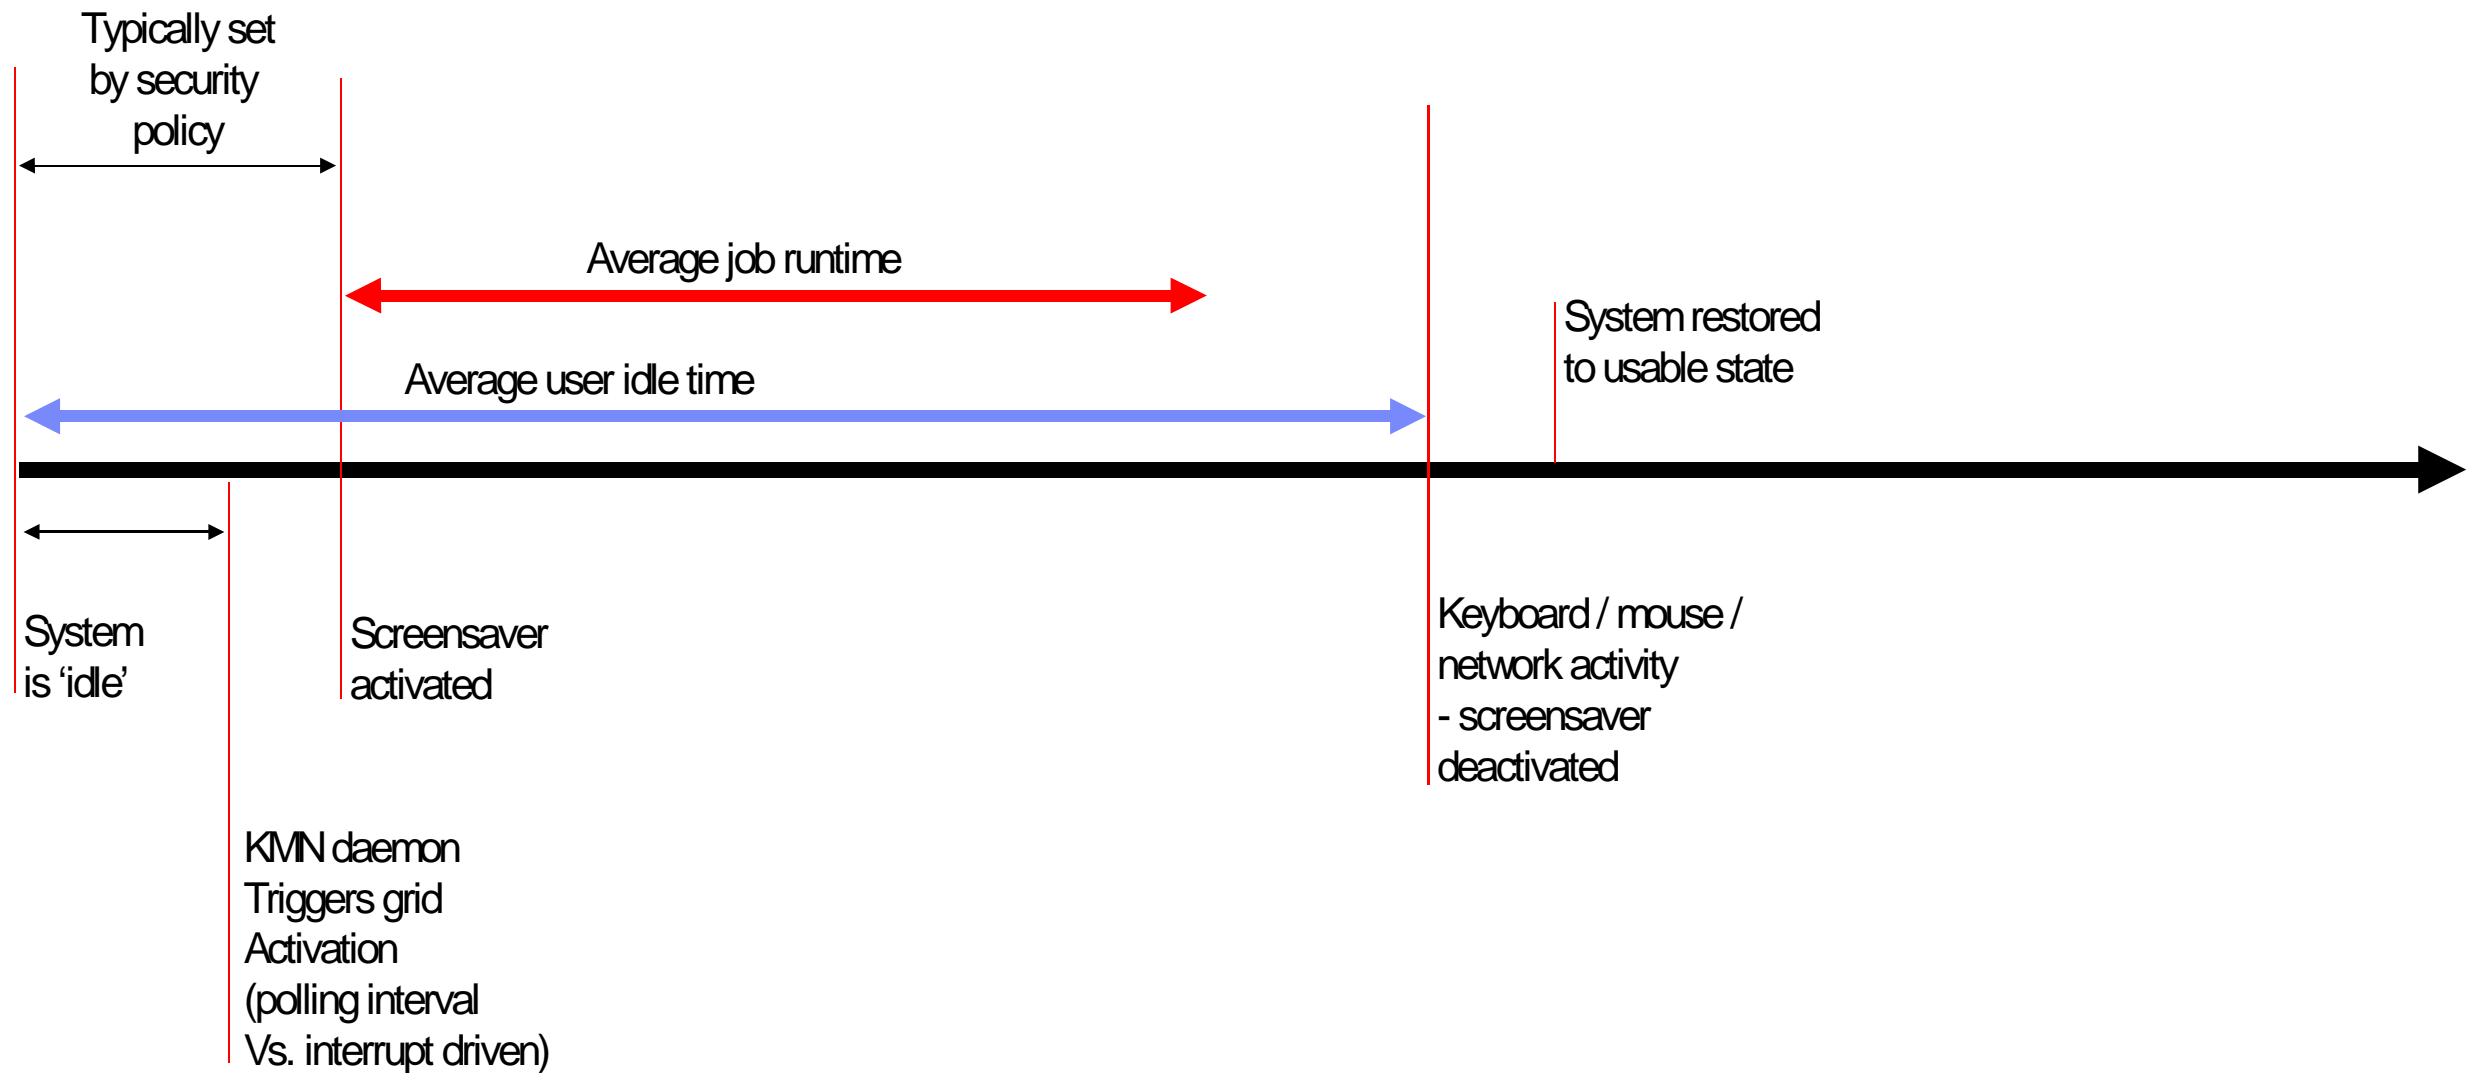 Typically set
by security
policy
Average job runtime
System restored
to usable state
Average user idle time
System
is ‘idle’
Screensaver
activated
Keyboard / mouse /
network activity
- screensaver
deactivated
KMN daemon
Triggers grid
Activation
(polling interval
Vs. interrupt driven)